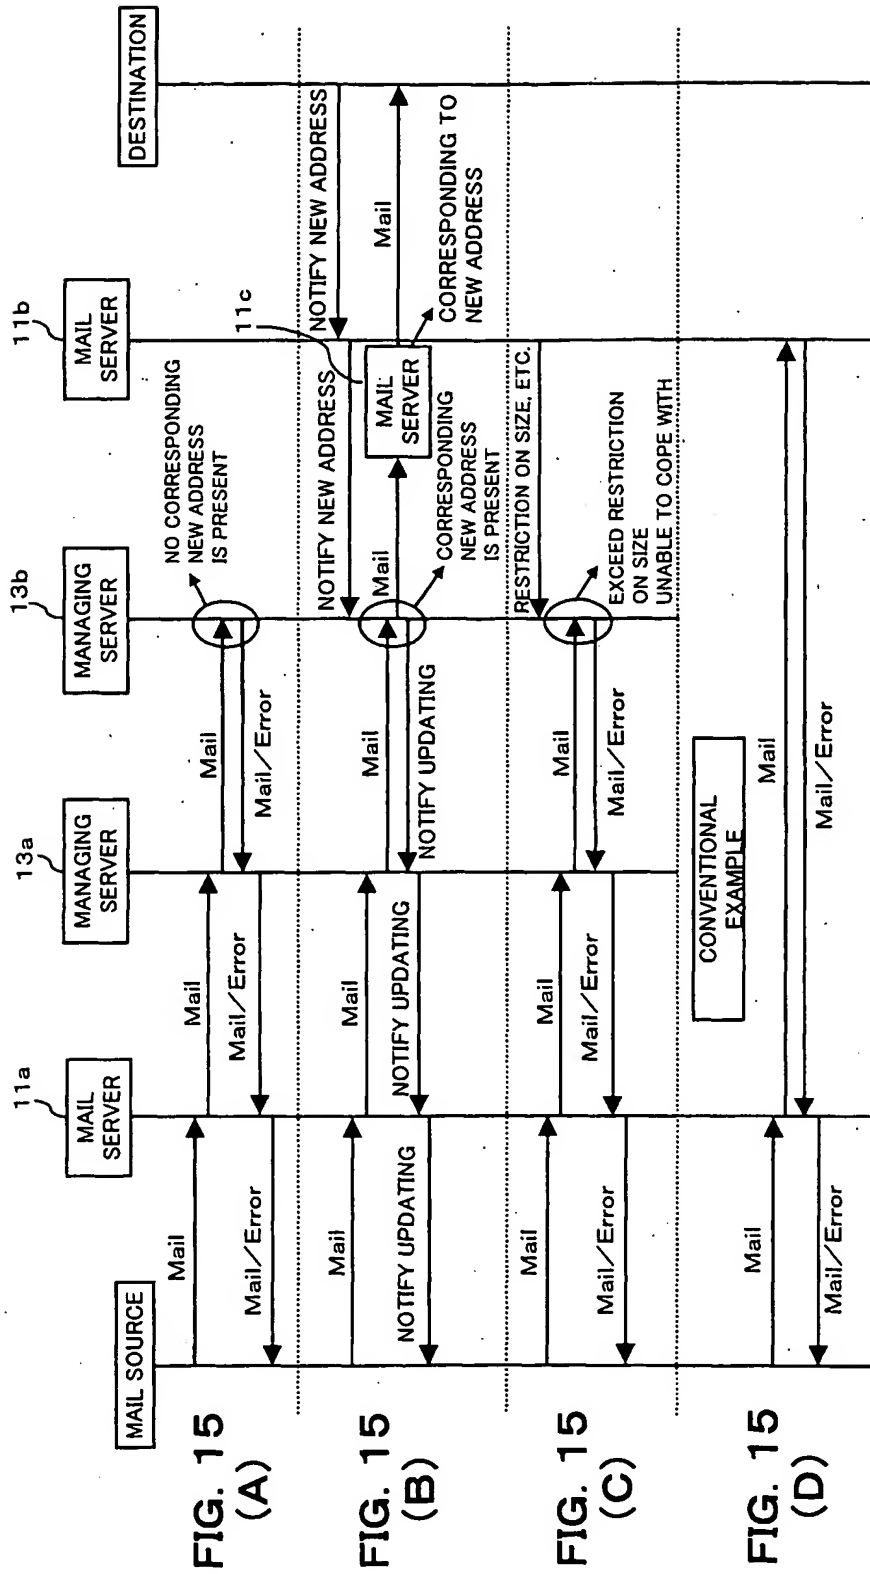 MAIL SOURCE
11a
MAIL
SERVER
13a
MANAGING
SERVER
13b
MANAGING
SERVER
11b
MAIL
SERVER
DESTINATION
FIG. 15
(A)
Mail
Mail/Error
Mail
Mail/Error
Mail
Mail/Error
NO CORRESPONDING
NEW ADDRESS
IS PRESENT
FIG. 15
(B)
Mail
NOTIFY UPDATING
Mail
NOTIFY UPDATING
Mail
NOTIFY UPDATING
NOTIFY NEW ADDRESS
NOTIFY NEW ADDRESS
Mail
11c
MAIL
SERVER
Mail
CORRESPONDING
NEW ADDRESS
IS PRESENT
CORRESPONDING TO
NEW ADDRESS
FIG. 15
(C)
Mail
Mail/Error
Mail
Mail/Error
Mail
Mail/Error
RESTRICTION ON SIZE, ETC.
EXCEED RESTRICTION
ON SIZE
UNABLE TO COPE WITH
FIG. 15
(D)
Mail
Mail/Error
CONVENTIONAL
EXAMPLE
Mail
Mail/Error